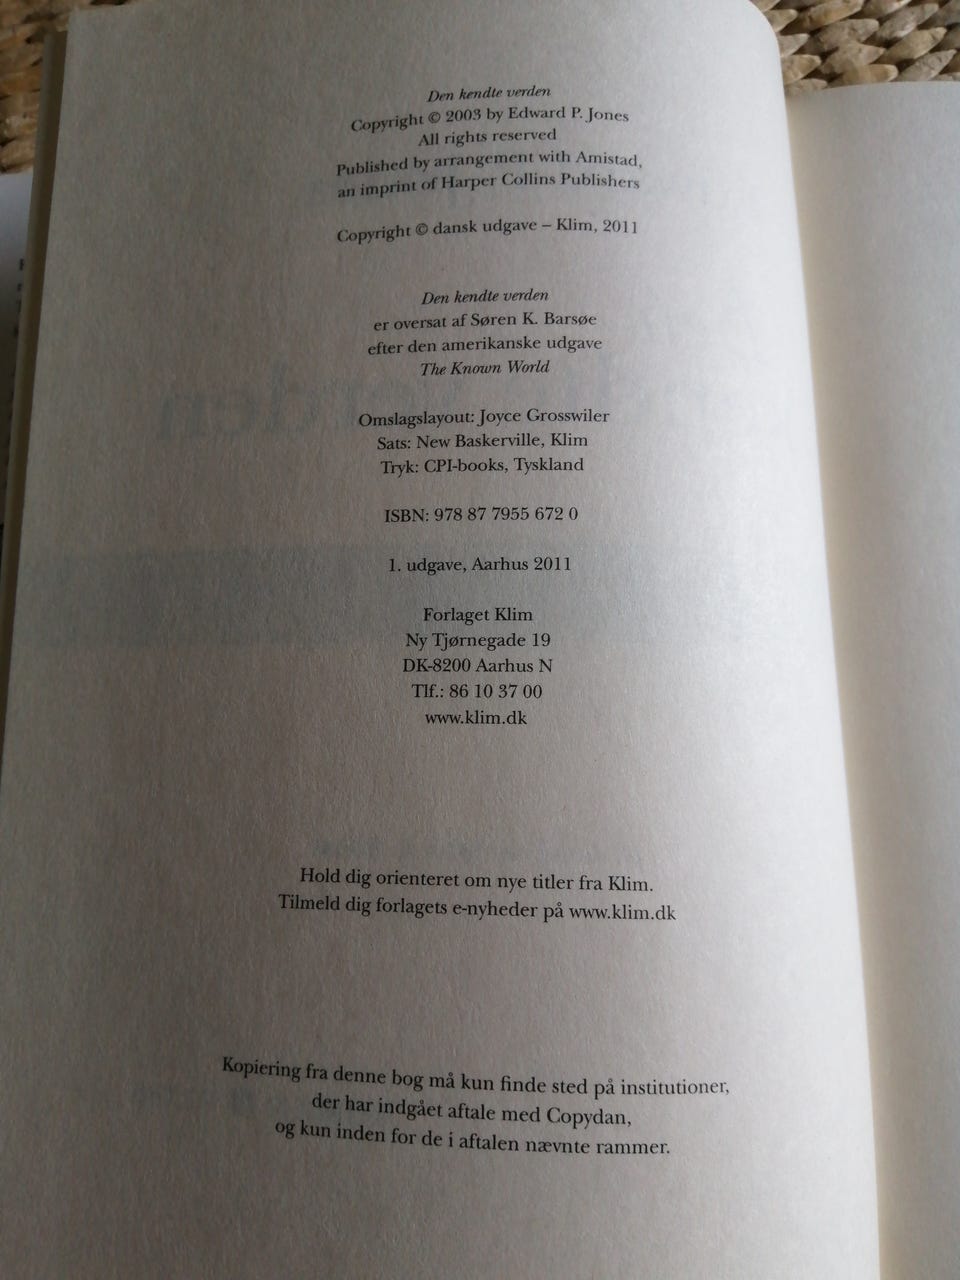 Den kendte verden
Copyright © 2003 by Edward P. Jones
All rights reserved
Published by arrangement with Amistad,
an imprint of Harper Collins Publishers
Copyright © dansk udgave – Klim, 2011
Den kendte verden
er oversat af Søren K. Barsøe
efter den amerikanske udgave
The Known World
Omslagslayout: Joyce Grosswiler
Sats: New Baskerville, Klim
Tryk: CPI-books, Tyskland
ISBN: 978 87 7955 672 0
1. udgave, Aarhus 2011
Forlaget Klim
Ny Tjørnegade 19
DK-8200 Aarhus N
Tlf.: 86 10 37 00
www.klim.dk
Hold dig orienteret om nye titler fra Klim.
Tilmeld dig forlagets e-nyheder på www.klim.dk
Kopiering fra denne bog må kun finde sted på institutioner,
der har indgået aftale med Copydan,
og kun inden for de i aftalen nævnte rammer.